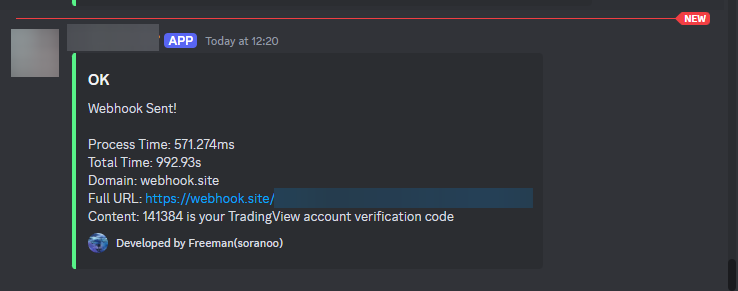 NEW
APP Today at 12:20
OK
Webhook Sent!
Process Time: 571.274ms
Total Time: 992.93s
Domain: webhook.site
Full URL: https://webhook.site/
Content: 141384 is your TradingView account verification code
Developed by Freeman(soranoo)